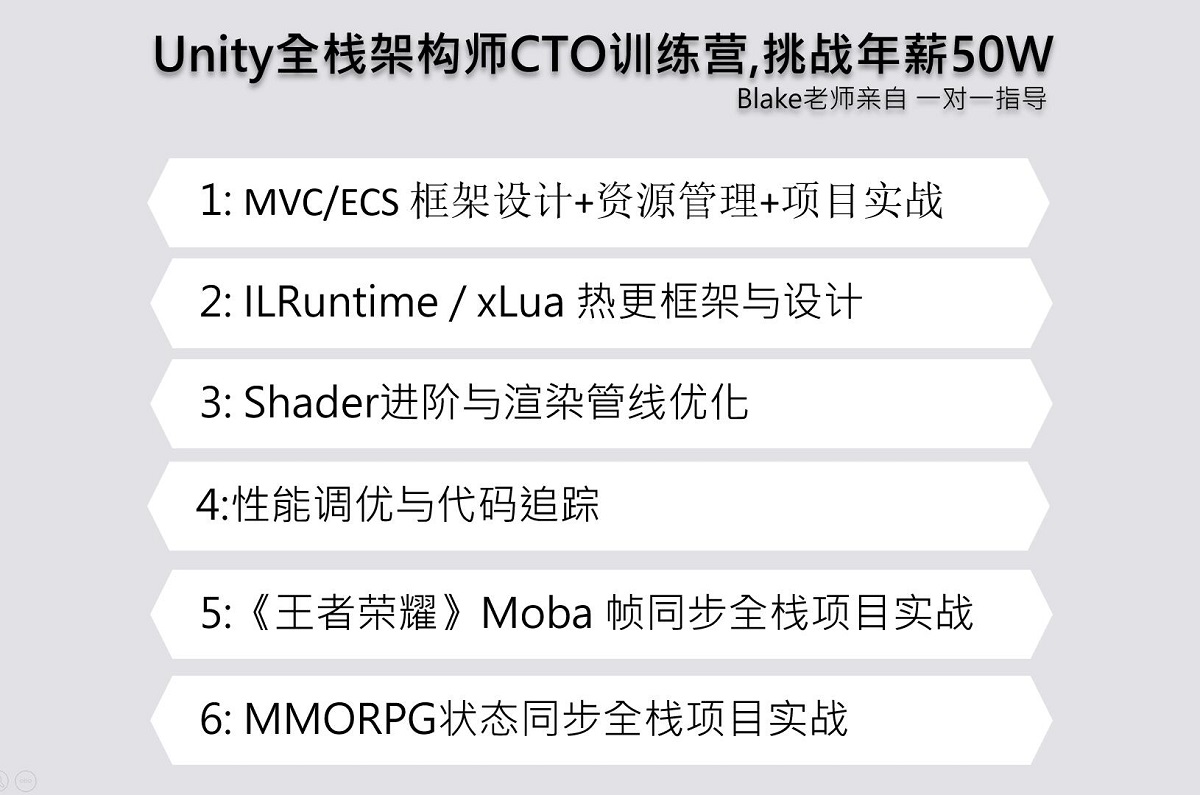 Unity全栈架构师CTO训练营,挑战年薪50W
Blake老师亲自 一对一指导
1: MVC/ECS 框架设计+资源管理+项目实战
2: ILRuntime / xLua 热更框架与设计
3: Shader进阶与渲染管线优化
4:性能调优与代码追踪
5:《王者荣耀》Moba 帧同步全栈项目实战
6: MMORPG状态同步全栈项目实战